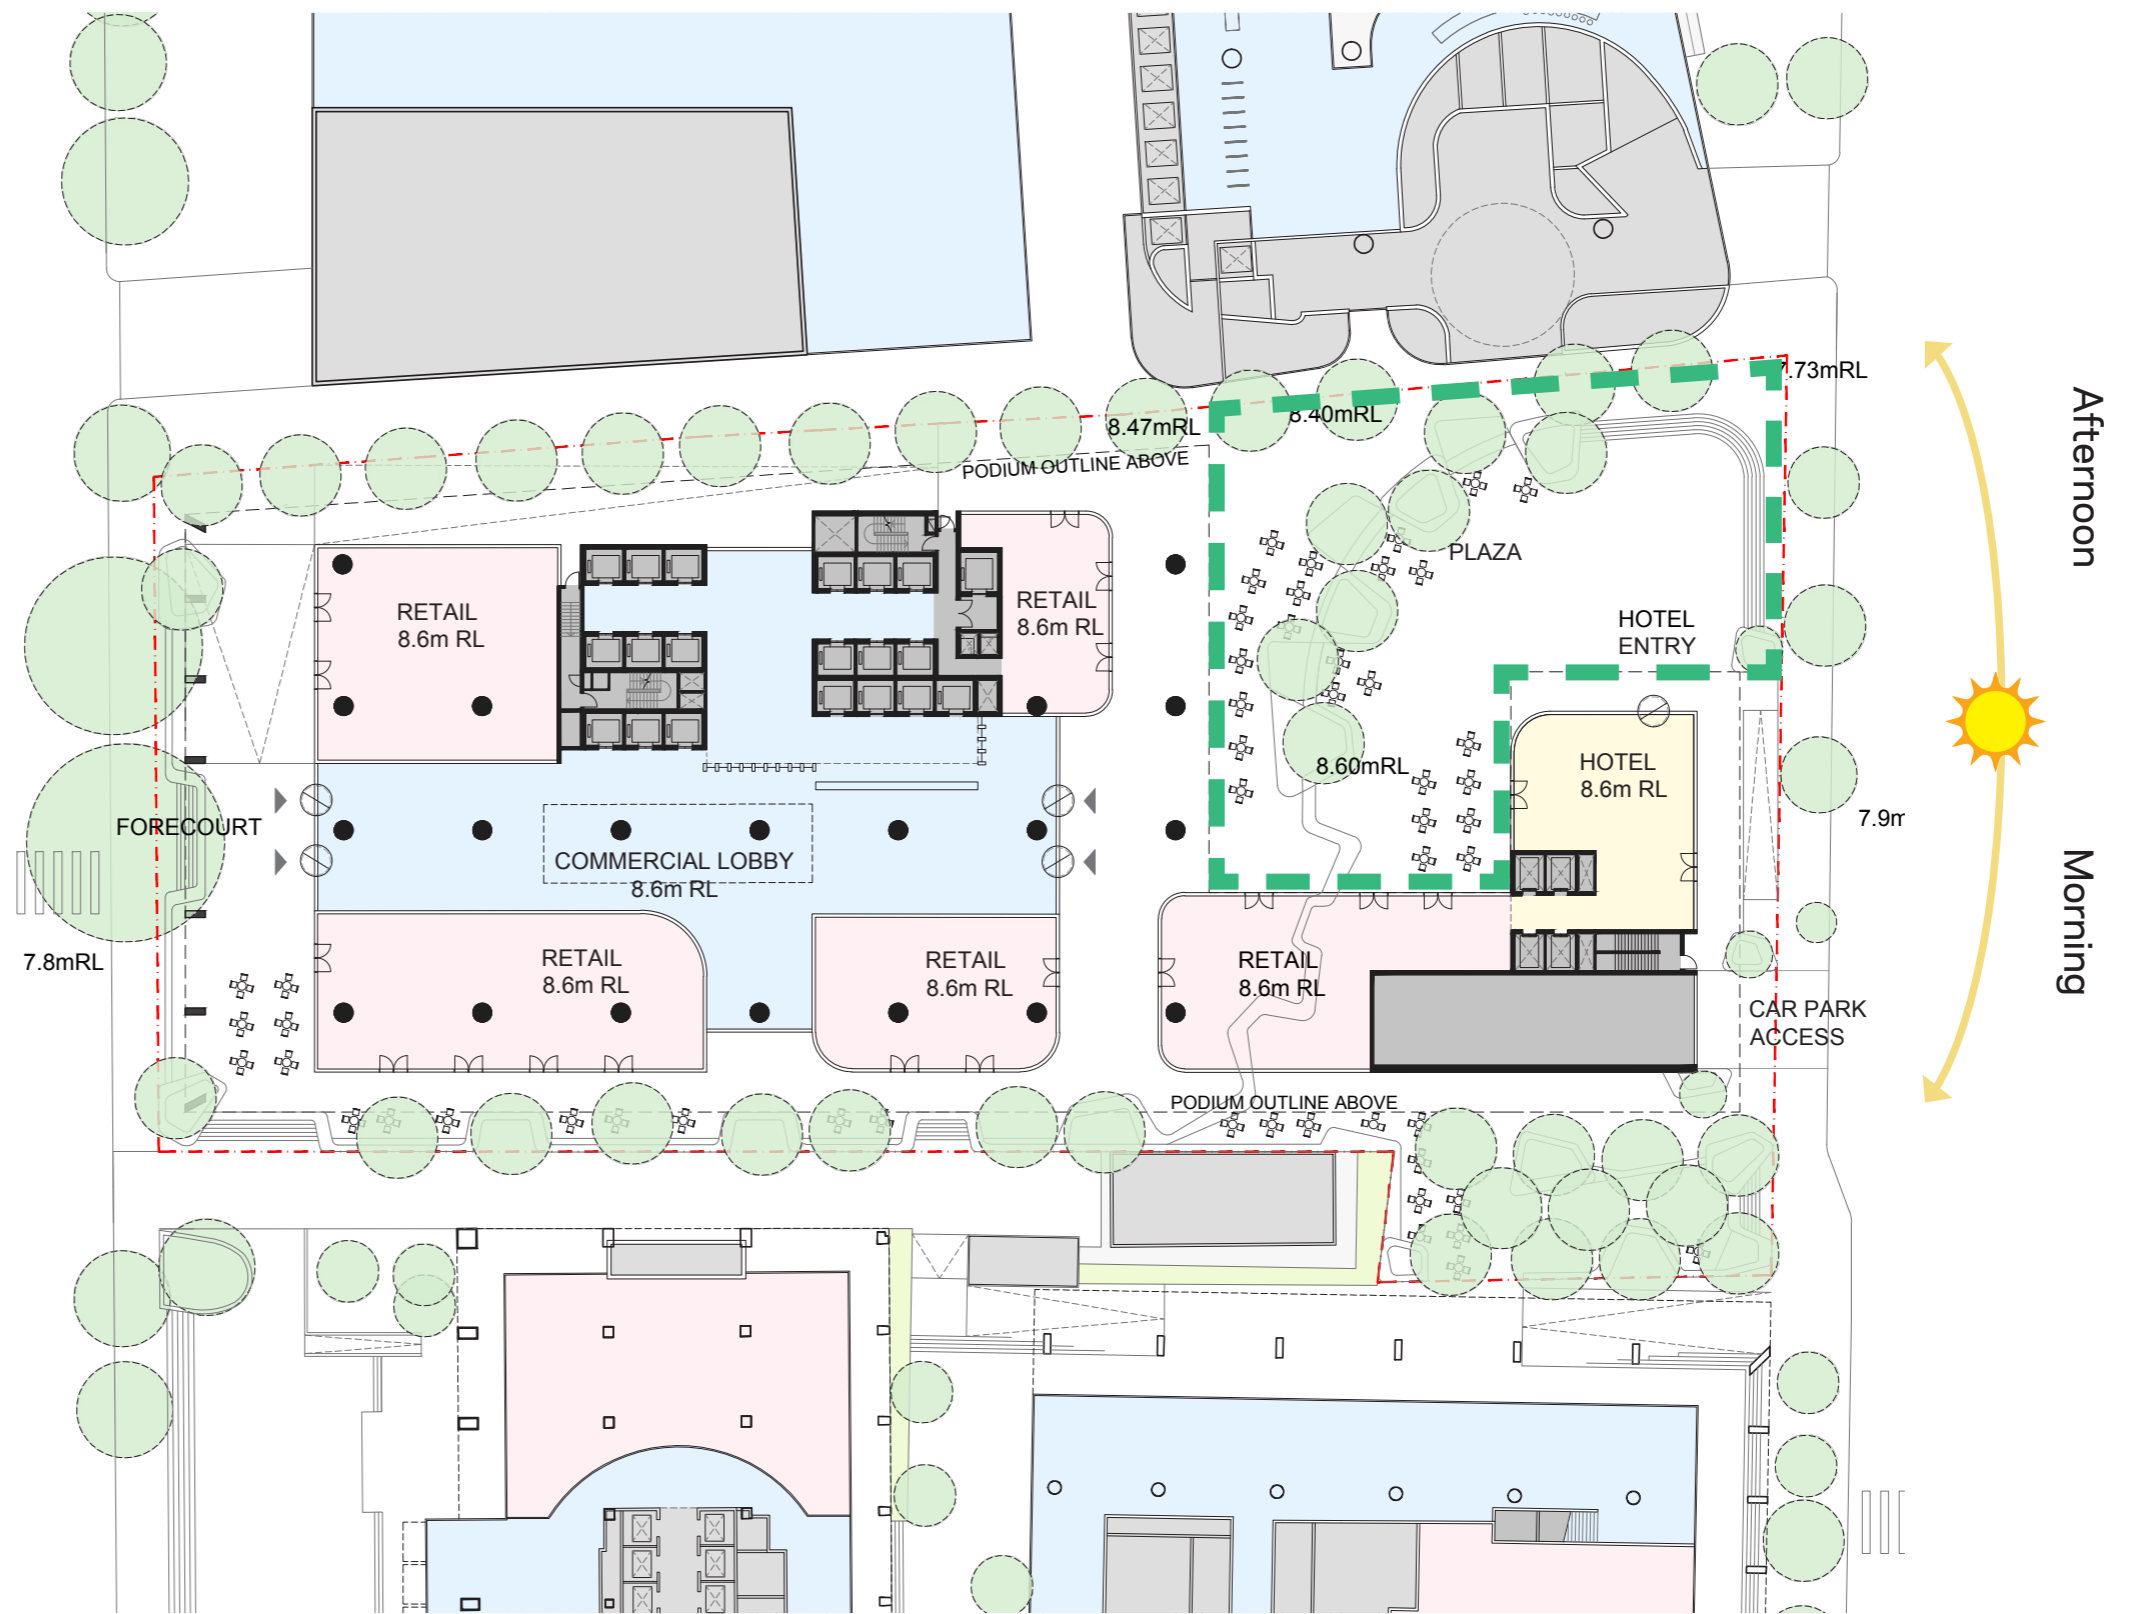 7.73mRL
8.40mRL
8.47mRL
PODIUM OUTLINE ABOVE
Afternoon
PLAZA
RETAIL
8.6m RL
RETAIL
8.6m RL
HOTEL
ENTRY
8.60mRL
HOTEL
8.6m RL
FORECOURT
7.9m
COMMERCIAL LOBBY
8.6m RL
Morning
7.8mRL
RETAIL
8.6m RL
RETAIL
8.6m RL
RETAIL
8.6m RL
CAR PARK
ACCESS
PODIUM OUTLINE ABOVE